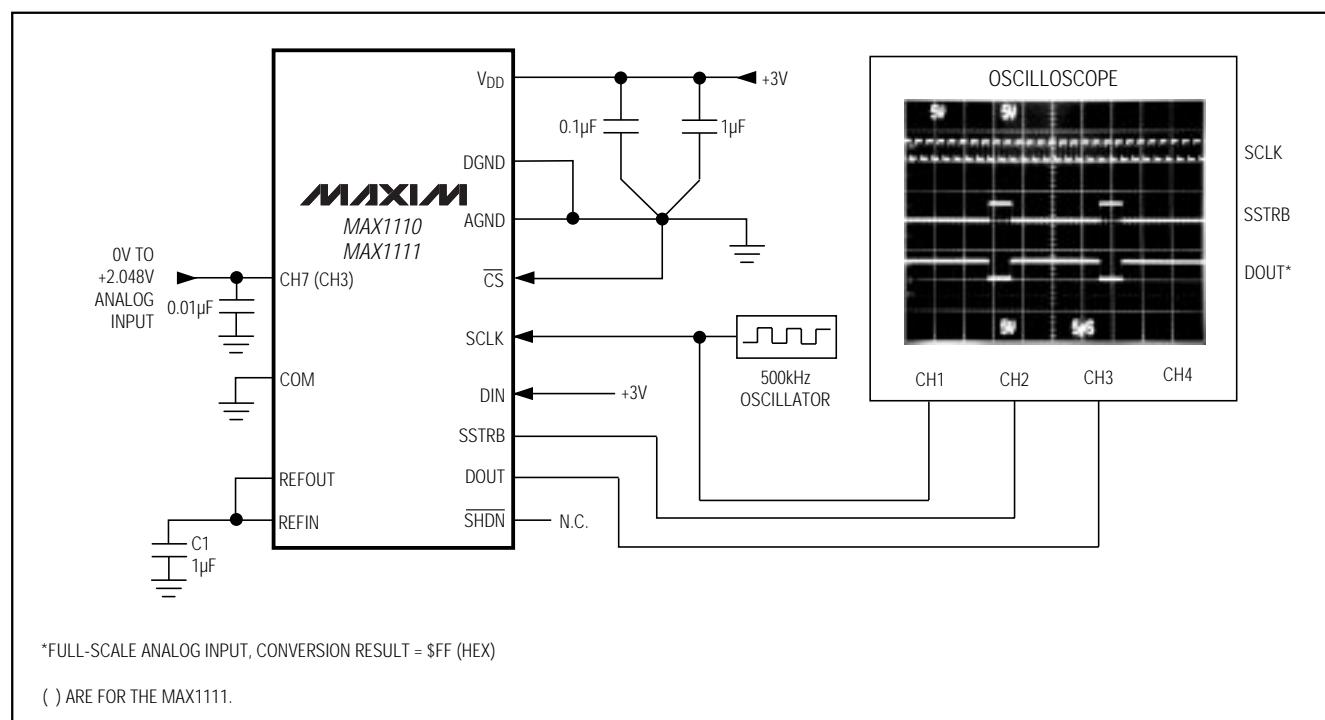 VDD
+3V
0.1µF
1µF
DGND
MAXIM
MAX1110
MAX1111
AGND
0V TO
+2.048V
ANALOG
INPUT
0.01µF
CH7 (CH3)
CS
SCLK
500kHz
OSCILLATOR
COM
DIN
+3V
SSTRB
REFOUT
DOUT
REFIN
SHDN
N.C.
C1
1µF
OSCILLOSCOPE
5V
5V
SCLK
SSTRB
DOUT*
5V
5µS
CH1
CH2
CH3
CH4
*FULL-SCALE ANALOG INPUT, CONVERSION RESULT = $FF (HEX)
( ) ARE FOR THE MAX1111.